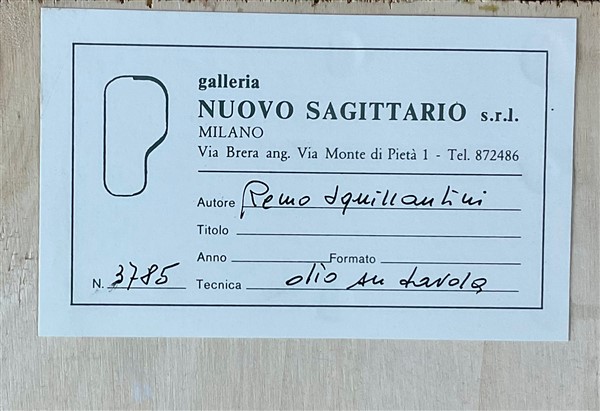 galleria
NUOVO SAGITTARIO s.r.l.
MILANO
Via Brera ang. Via Monte di Pietà 1 - Tel. 872486
Autore Remo Squillantini
Titolo
Anno Formato
N. 3785 Tecnica olio su tavola